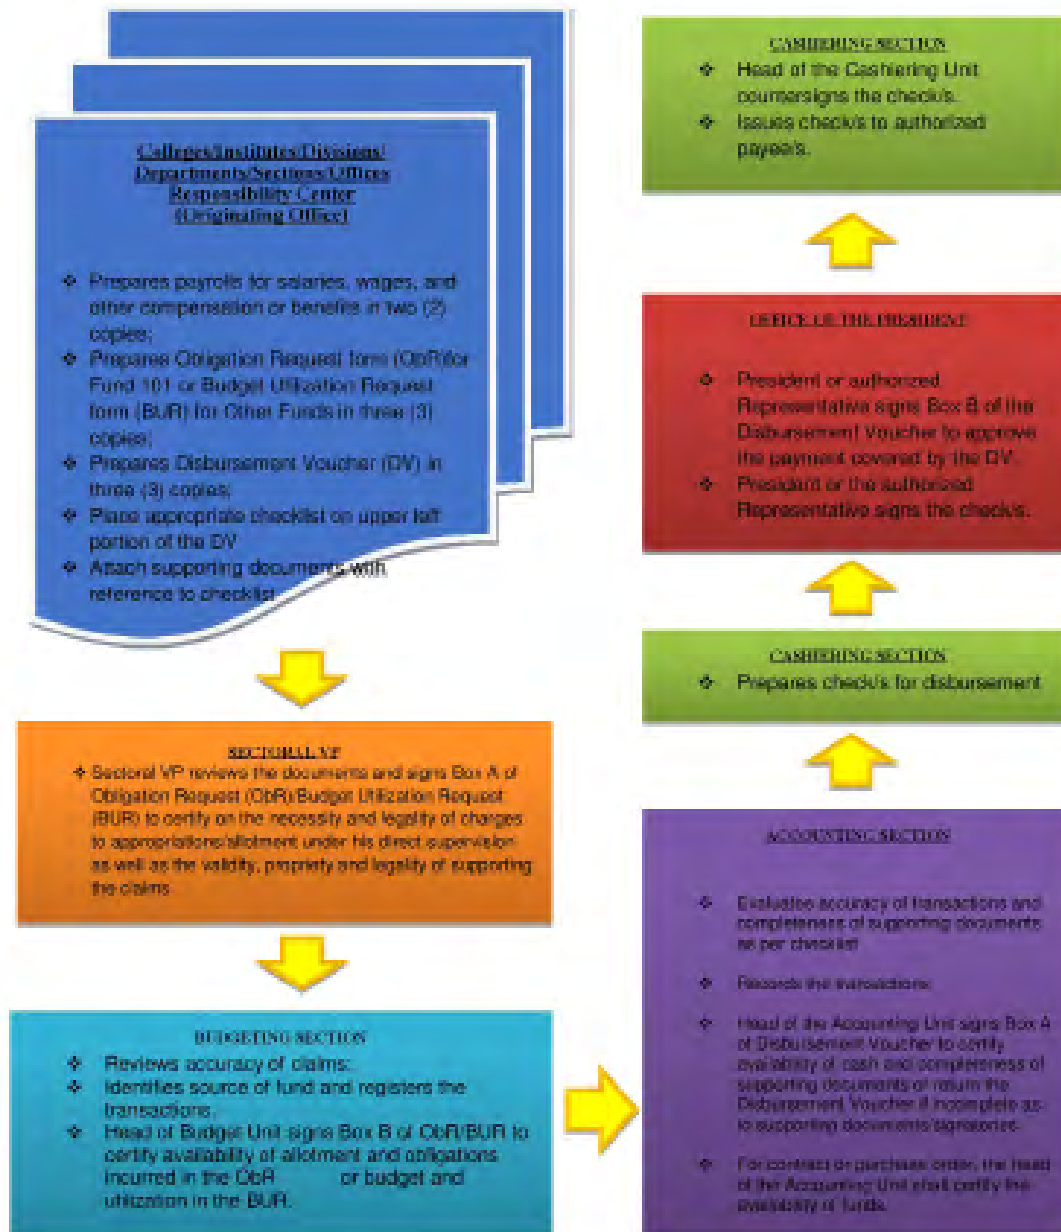 Colleges/Institutes/Divisions/
Departments/Sections/Offices
Responsibility Center
(Originating Office)
❖ Prepares payrolls for salaries, wages, and
other compensation or benefits in two (2)
copies;
❖ Prepares Obligation Request form (ObR)for
Fund 101 or Budget Utilization Request
form (BUR) for Other Funds in three (3)
copies;
❖ Prepares Disbursement Voucher (DV) in
three (3) copies;
❖ Place appropriate checklist on upper left
portion of the DV
❖ Attach supporting documents with
reference to checklist
SECTORAL VP
❖ Sectoral VP reviews the documents and signs Box A of
Obligation Request (ObR)/Budget Utilization Request
(BUR) to certify on the necessity and legality of charges
to appropriations/allotment under his direct supervision
as well as the validity, propriety and legality of supporting
the claims
BUDGETING SECTION
❖ Reviews accuracy of claims;
❖ Identifies source of fund and registers the
transactions.
❖ Head of Budget Unit signs Box B of ObR/BUR to
certify availability of allotment and obligations
incurred in the ObR or budget and
utilization in the BUR.
ACCOUNTING SECTION
❖ Evaluates accuracy of transactions and
completeness of supporting documents
as per checklist
❖ Records the transactions
❖ Head of the Accounting Unit signs Box A
of Disbursement Voucher to certify
availability of cash and completeness of
supporting documents or return the
Disbursement Voucher if incomplete as
to supporting documents/signatories.
❖ For contract or purchase order, the head
of the Accounting Unit shall certify the
availability of funds.
CASHIERING SECTION
❖ Prepares check/s for disbursement
OFFICE OF THE PRESIDENT
❖ President or authorized
Representative signs Box B of the
Disbursement Voucher to approve
the payment covered by the DV.
❖ President or the authorized
Representative signs the check/s.
CASHIERING SECTION
❖ Head of the Cashiering Unit
countersigns the check/s.
❖ Issues check/s to authorized
payee/s.